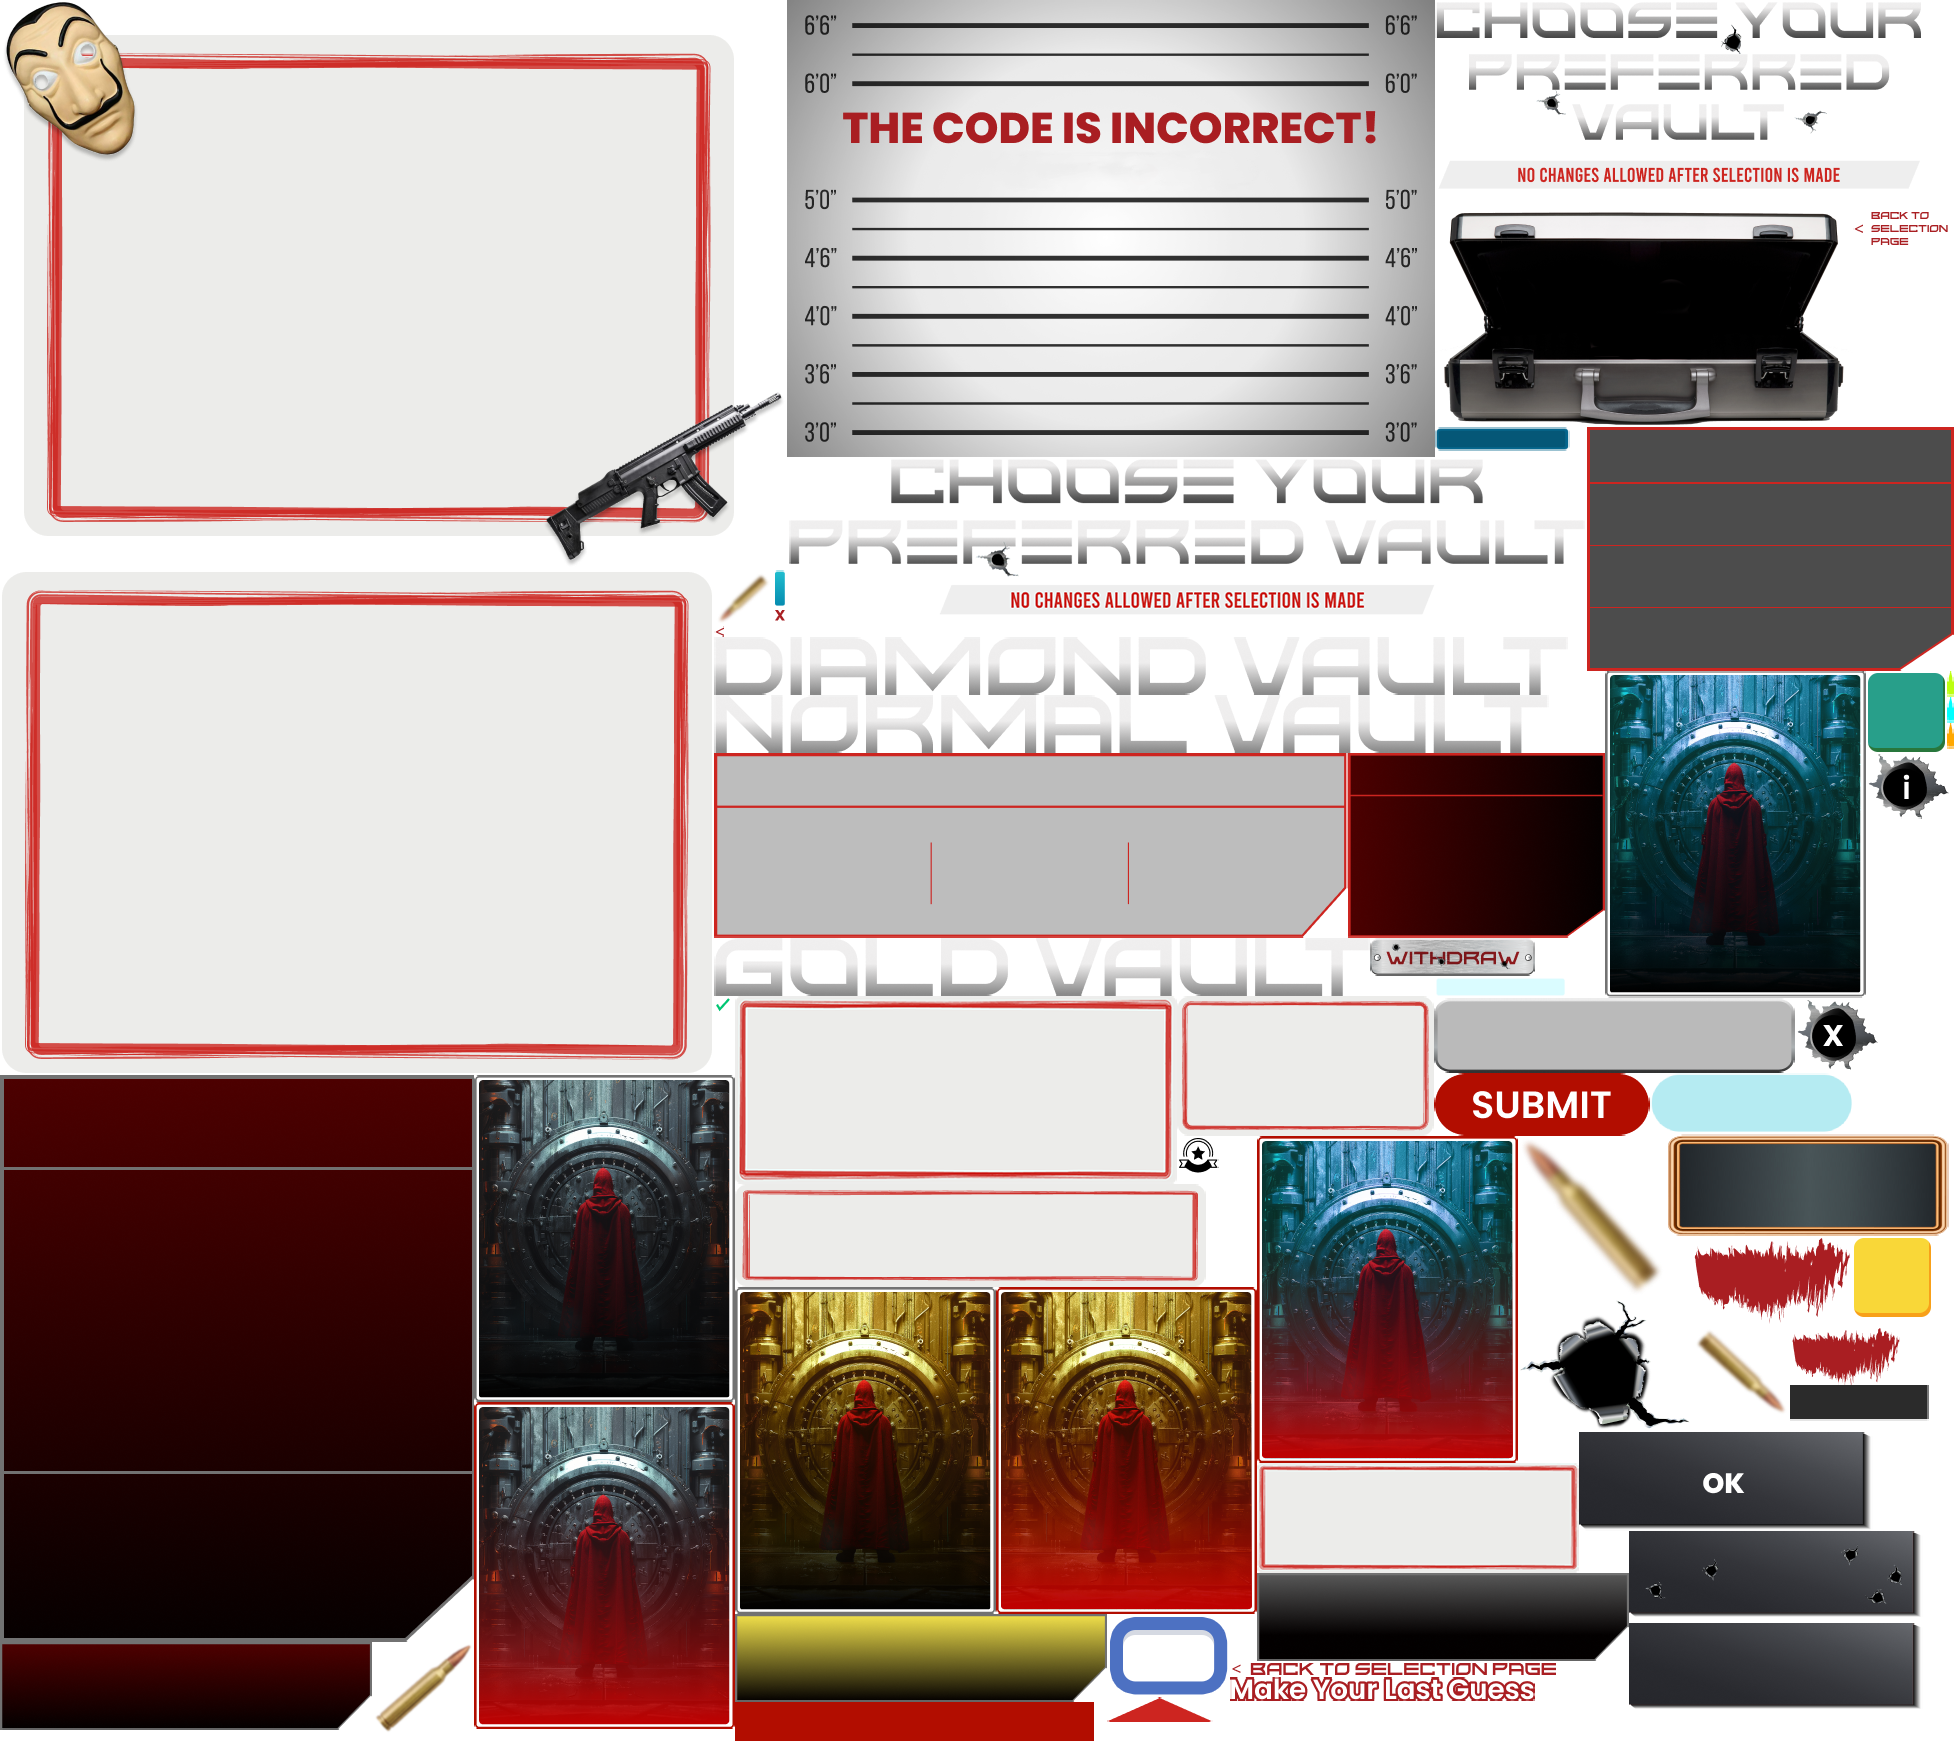 6'6" 6'6"
6'0" 6'0"
THE CODE IS INCORRECT!
5'0" 5'0"
4'6" 4'6"
4'0" 4'0"
3'6" 3'6"
3'0" 3'0"
CHOOSE YOUR
PREFERRED
VAULT
NO CHANGES ALLOWED AFTER SELECTION IS MADE
BACK TO
< SELECTION
PAGE
CHOOSE YOUR
PREFERRED VAULT
NO CHANGES ALLOWED AFTER SELECTION IS MADE
X
<
DIAMOND VAULT
NORMAL VAULT
i
GOLD VAULT
WITHDRAW
X
SUBMIT
OK
< BACK TO SELECTION PAGE
Make Your Last Guess